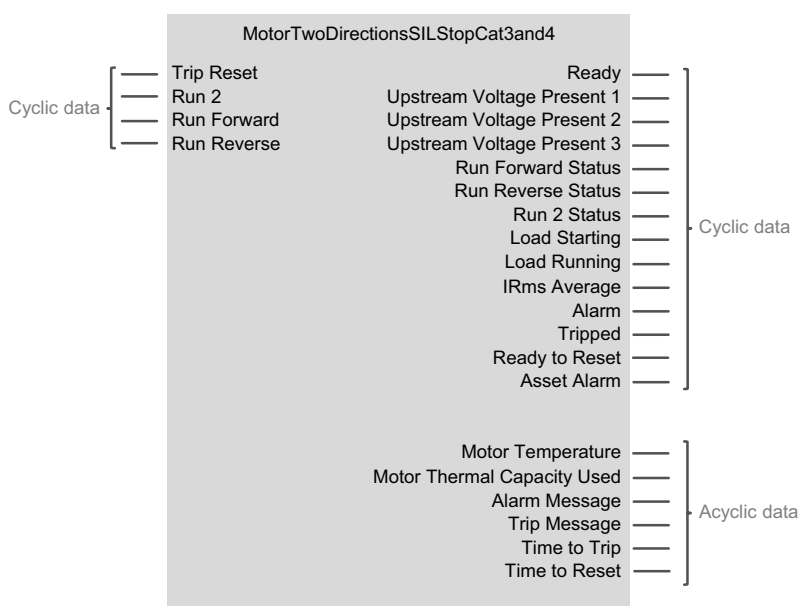 MotorTwoDirectionsSILStopCat3and4
Cyclic data
Trip Reset
Run 2
Run Forward
Run Reverse
Ready
Upstream Voltage Present 1
Upstream Voltage Present 2
Upstream Voltage Present 3
Run Forward Status
Run Reverse Status
Run 2 Status
Load Starting
Load Running
IRms Average
Alarm
Tripped
Ready to Reset
Asset Alarm
Cyclic data
Motor Temperature
Motor Thermal Capacity Used
Alarm Message
Trip Message
Time to Trip
Time to Reset
Acyclic data